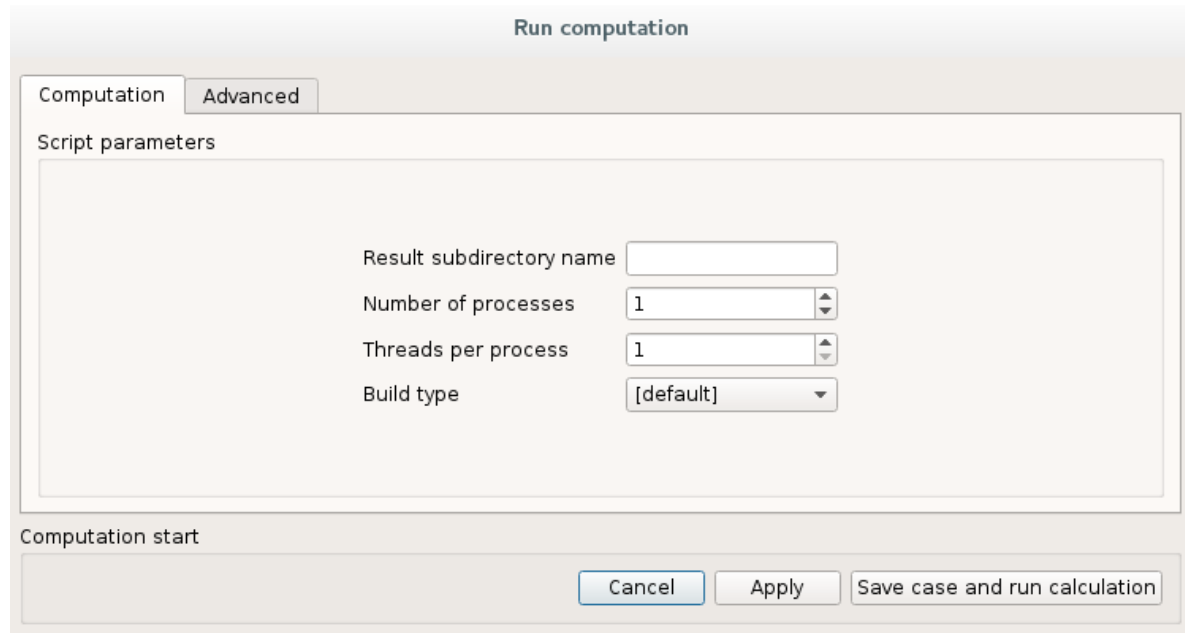 Run computation
Computation Advanced
Script parameters
Result subdirectory name
Number of processes 1
Threads per process 1
Build type [default]
Computation start
Cancel Apply Save case and run calculation